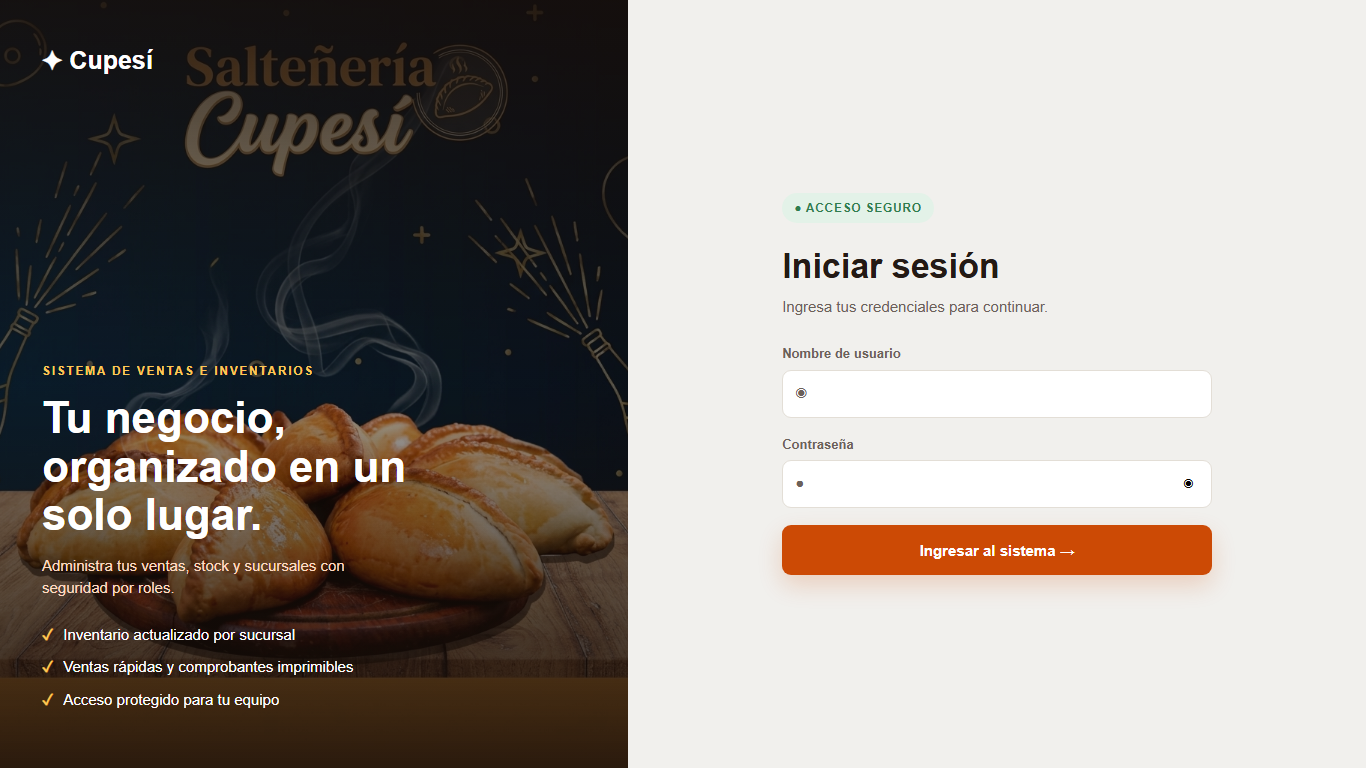 ✦ Cupesí
Salteñería
Cupesí
SISTEMA DE VENTAS E INVENTARIOS
Tu negocio,
organizado en un
solo lugar.
Administra tus ventas, stock y sucursales con
seguridad por roles.
✓ Inventario actualizado por sucursal
✓ Ventas rápidas y comprobantes imprimibles
✓ Acceso protegido para tu equipo
● ACCESO SEGURO
Iniciar sesión
Ingresa tus credenciales para continuar.
Nombre de usuario
Contraseña
Ingresar al sistema →